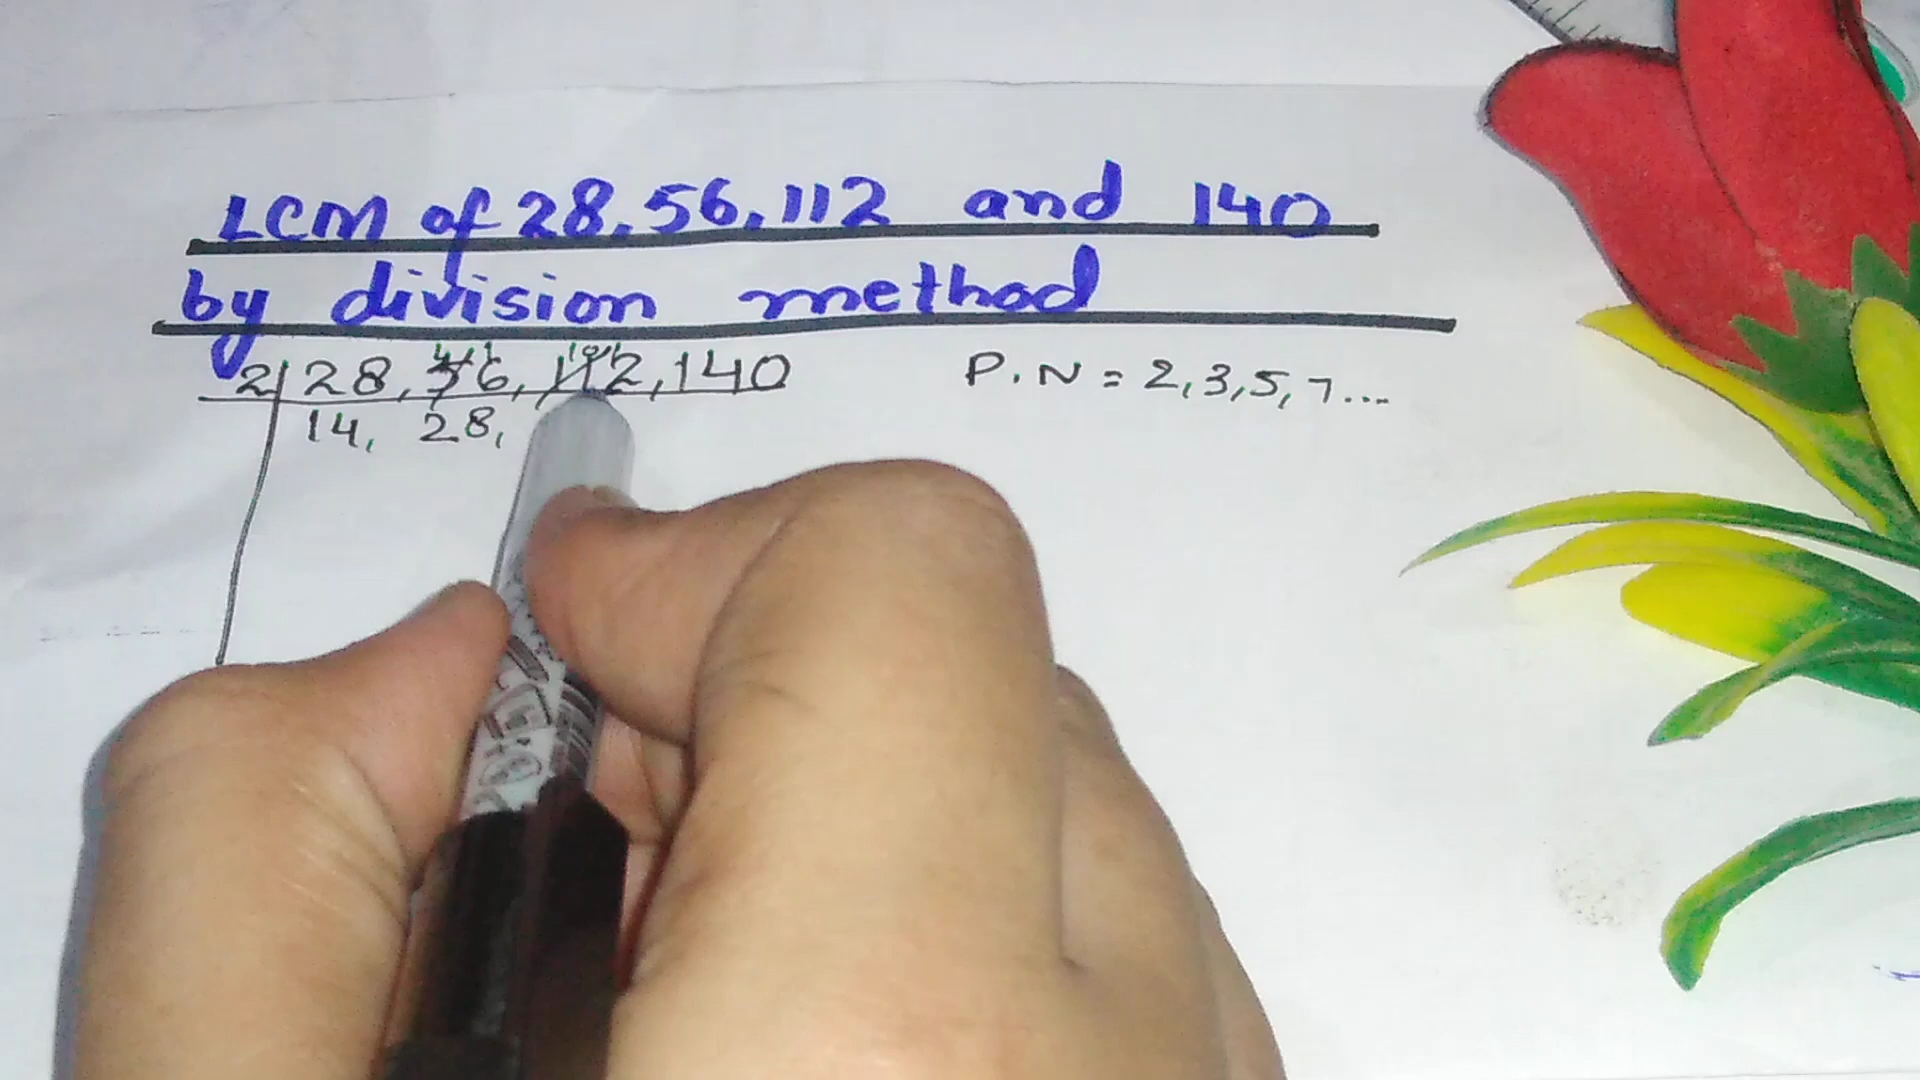 LCM of 28,56,112 and 140
by division method
2 28, 56, 112, 140 P.N = 2,3,5,7...
14, 28,